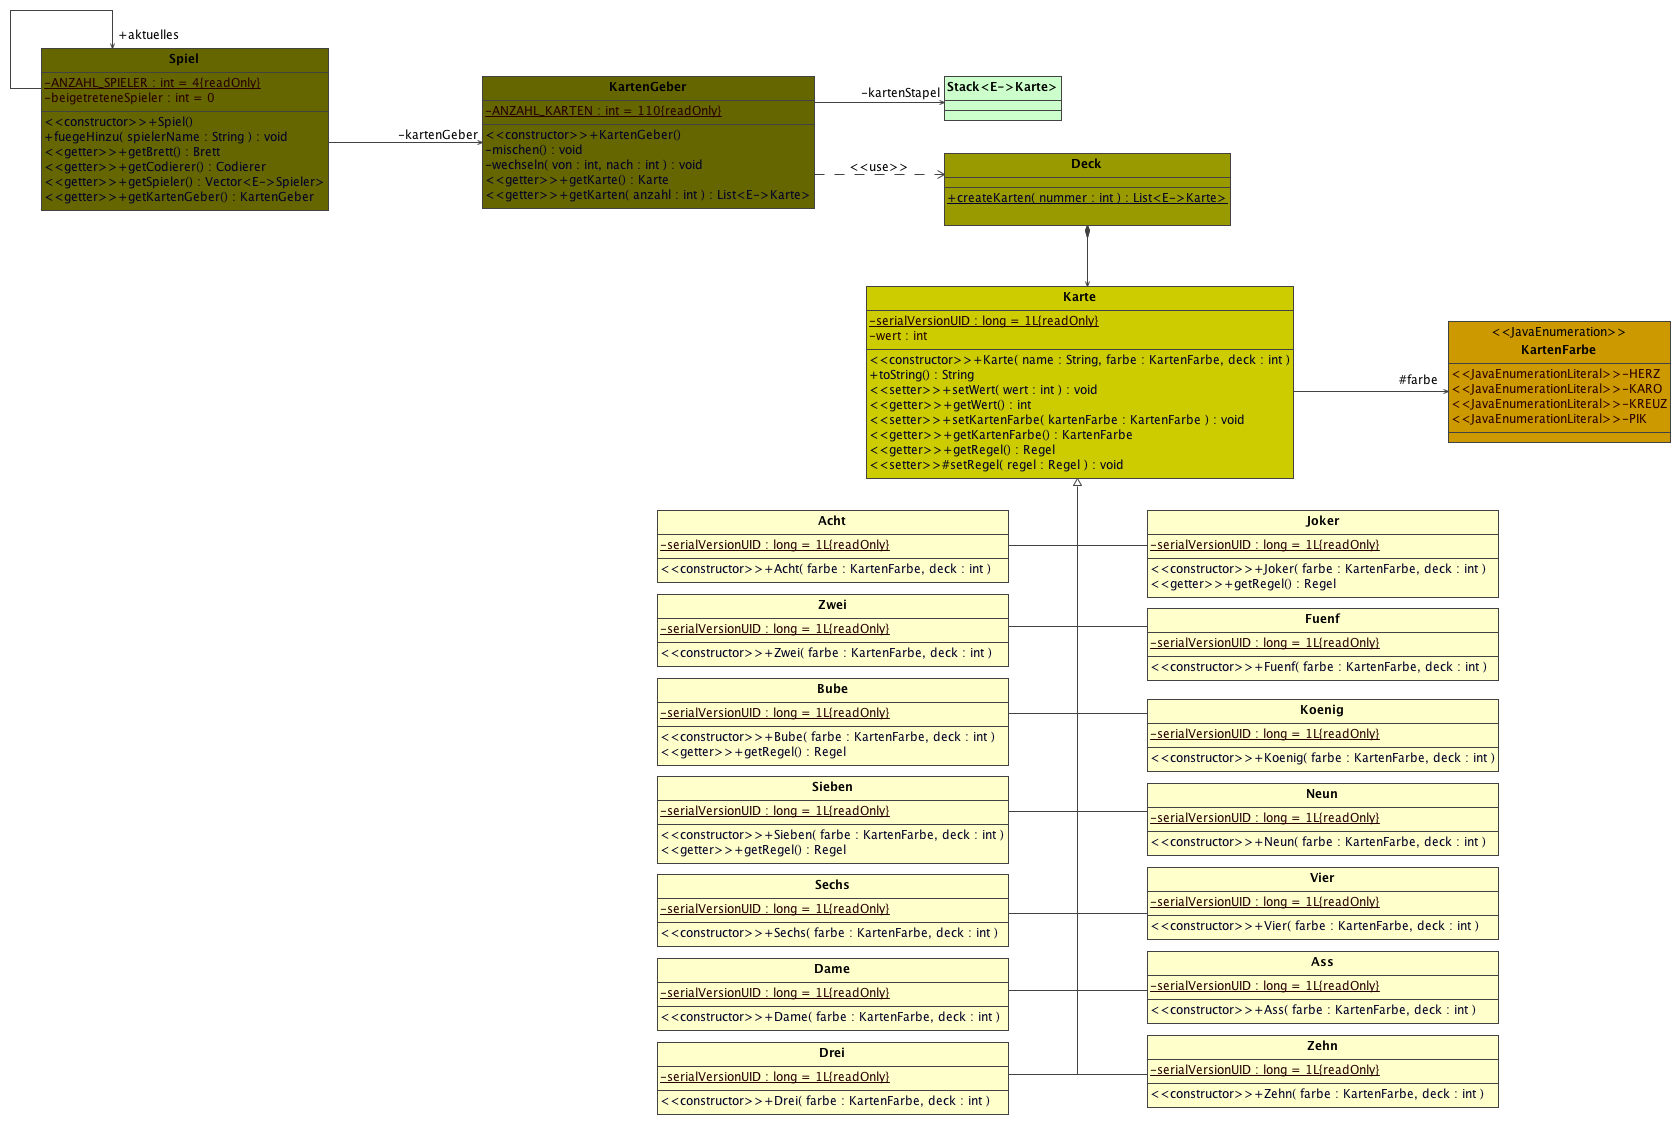 +aktuelles
Spiel
-ANZAHL_SPIELER : int = 4{readOnly}
-beigetreteneSpieler : int = 0
<<constructor>>+Spiel()
+fuegeHinzu( spielerName : String ) : void
<<getter>>+getBrett() : Brett
<<getter>>+getCodierer() : Codierer
<<getter>>+getSpieler() : Vector<E->Spieler>
<<getter>>+getKartenGeber() : KartenGeber
-kartenGeber
KartenGeber
-ANZAHL_KARTEN : int = 110{readOnly}
<<constructor>>+KartenGeber()
-mischen() : void
-wechseln( von : int, nach : int ) : void
<<getter>>+getKarte() : Karte
<<getter>>+getKarten( anzahl : int ) : List<E->Karte>
-kartenStapel
Stack<E->Karte>
<<use>>
Deck
+createKarten( nummer : int ) : List<E->Karte>
Karte
-serialVersionUID : long = 1L{readOnly}
-wert : int
<<constructor>>+Karte( name : String, farbe : KartenFarbe, deck : int )
+toString() : String
<<setter>>+setWert( wert : int ) : void
<<getter>>+getWert() : int
<<setter>>+setKartenFarbe( kartenFarbe : KartenFarbe ) : void
<<getter>>+getKartenFarbe() : KartenFarbe
<<getter>>+getRegel() : Regel
<<setter>>#setRegel( regel : Regel ) : void
#farbe
<<JavaEnumeration>>
KartenFarbe
<<JavaEnumerationLiteral>>-HERZ
<<JavaEnumerationLiteral>>-KARO
<<JavaEnumerationLiteral>>-KREUZ
<<JavaEnumerationLiteral>>-PIK
Acht
-serialVersionUID : long = 1L{readOnly}
<<constructor>>+Acht( farbe : KartenFarbe, deck : int )
Joker
-serialVersionUID : long = 1L{readOnly}
<<constructor>>+Joker( farbe : KartenFarbe, deck : int )
<<getter>>+getRegel() : Regel
Zwei
-serialVersionUID : long = 1L{readOnly}
<<constructor>>+Zwei( farbe : KartenFarbe, deck : int )
Fuenf
-serialVersionUID : long = 1L{readOnly}
<<constructor>>+Fuenf( farbe : KartenFarbe, deck : int )
Bube
-serialVersionUID : long = 1L{readOnly}
<<constructor>>+Bube( farbe : KartenFarbe, deck : int )
<<getter>>+getRegel() : Regel
Koenig
-serialVersionUID : long = 1L{readOnly}
<<constructor>>+Koenig( farbe : KartenFarbe, deck : int )
Sieben
-serialVersionUID : long = 1L{readOnly}
<<constructor>>+Sieben( farbe : KartenFarbe, deck : int )
<<getter>>+getRegel() : Regel
Neun
-serialVersionUID : long = 1L{readOnly}
<<constructor>>+Neun( farbe : KartenFarbe, deck : int )
Sechs
-serialVersionUID : long = 1L{readOnly}
<<constructor>>+Sechs( farbe : KartenFarbe, deck : int )
Vier
-serialVersionUID : long = 1L{readOnly}
<<constructor>>+Vier( farbe : KartenFarbe, deck : int )
Dame
-serialVersionUID : long = 1L{readOnly}
<<constructor>>+Dame( farbe : KartenFarbe, deck : int )
Ass
-serialVersionUID : long = 1L{readOnly}
<<constructor>>+Ass( farbe : KartenFarbe, deck : int )
Drei
-serialVersionUID : long = 1L{readOnly}
<<constructor>>+Drei( farbe : KartenFarbe, deck : int )
Zehn
-serialVersionUID : long = 1L{readOnly}
<<constructor>>+Zehn( farbe : KartenFarbe, deck : int )